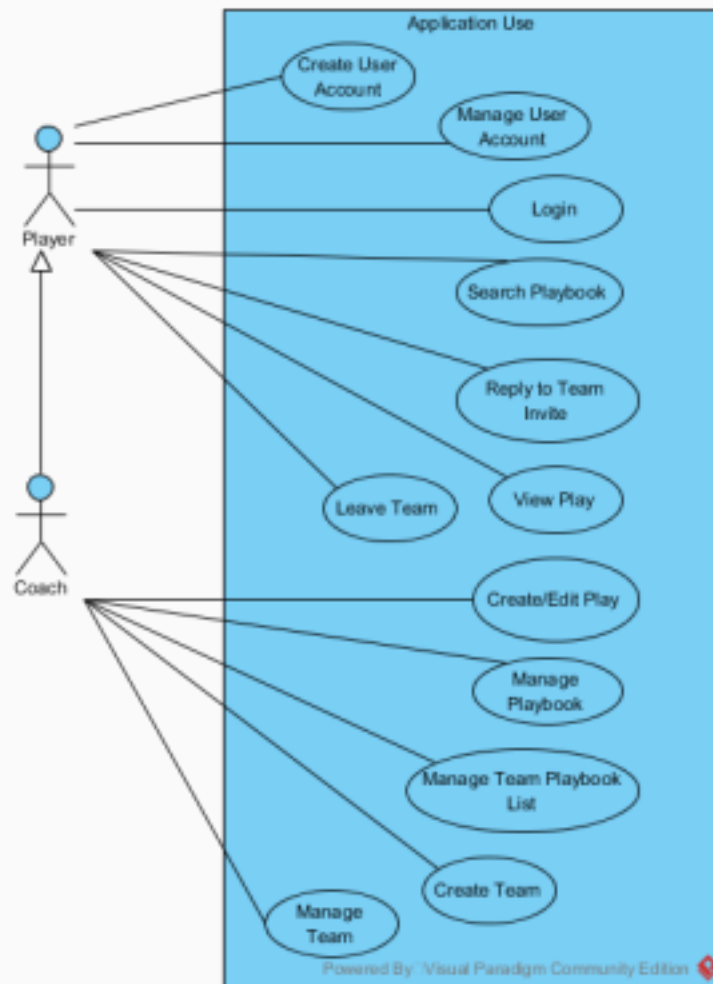 Application Use
Create User
Account
Manage User
Account
Login
Player
Search Playbook
Reply to Team
Invite
View Play
Leave Team
Coach
Create/Edit Play
Manage
Playbook
Manage Team Playbook
List
Create Team
Manage
Team
Powered By Visual Paradigm Community Edition